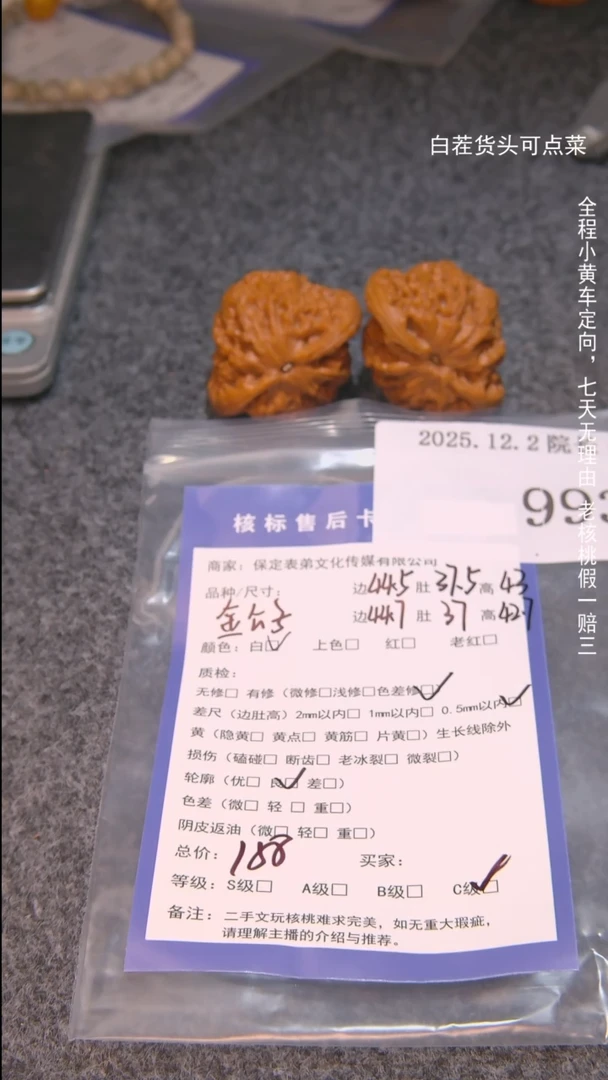 白茬货头可点菜
全程小黄车定向，七天无理由 老核桃假一赔三
2025.12.2 院
993
核标售后卡
商家：保定表弟文化传媒有限公司
品种/尺寸： 边44.5 肚37.5 高43
金公子 边44.7 肚37 高42.7
颜色：白☑ 上色□ 红□ 老红□
质检：
无修□ 有修（微修□浅修□色差修☑
差尺（边肚高）2mm以内□ 1mm以内□ 0.5mm以内☑
黄（隐黄□ 黄点□ 黄筋□ 片黄□）生长线除外
损伤（磕碰□ 断齿□ 老冰裂□ 微裂□）
轮廓（优□ 良☑ 差□）
色差（微□ 轻□ 重□）
阴皮返油（微□ 轻□ 重□）
总价：188 买家：
等级：S级□ A级□ B级□ C级☑
备注：二手文玩核桃难求完美，如无重大瑕疵，
请理解主播的介绍与推荐。